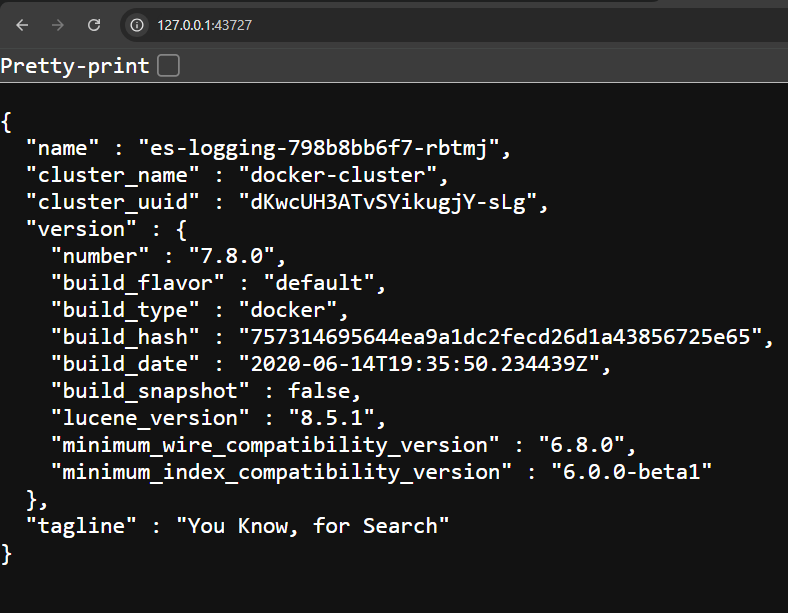 127.0.0.1:43727
Pretty-print
{
  "name" : "es-logging-798b8bb6f7-rbtmj",
  "cluster_name" : "docker-cluster",
  "cluster_uuid" : "dKwcUH3ATvSYikugjY-sLg",
  "version" : {
    "number" : "7.8.0",
    "build_flavor" : "default",
    "build_type" : "docker",
    "build_hash" : "757314695644ea9a1dc2fecd26d1a43856725e65",
    "build_date" : "2020-06-14T19:35:50.234439Z",
    "build_snapshot" : false,
    "lucene_version" : "8.5.1",
    "minimum_wire_compatibility_version" : "6.8.0",
    "minimum_index_compatibility_version" : "6.0.0-beta1"
  },
  "tagline" : "You Know, for Search"
}